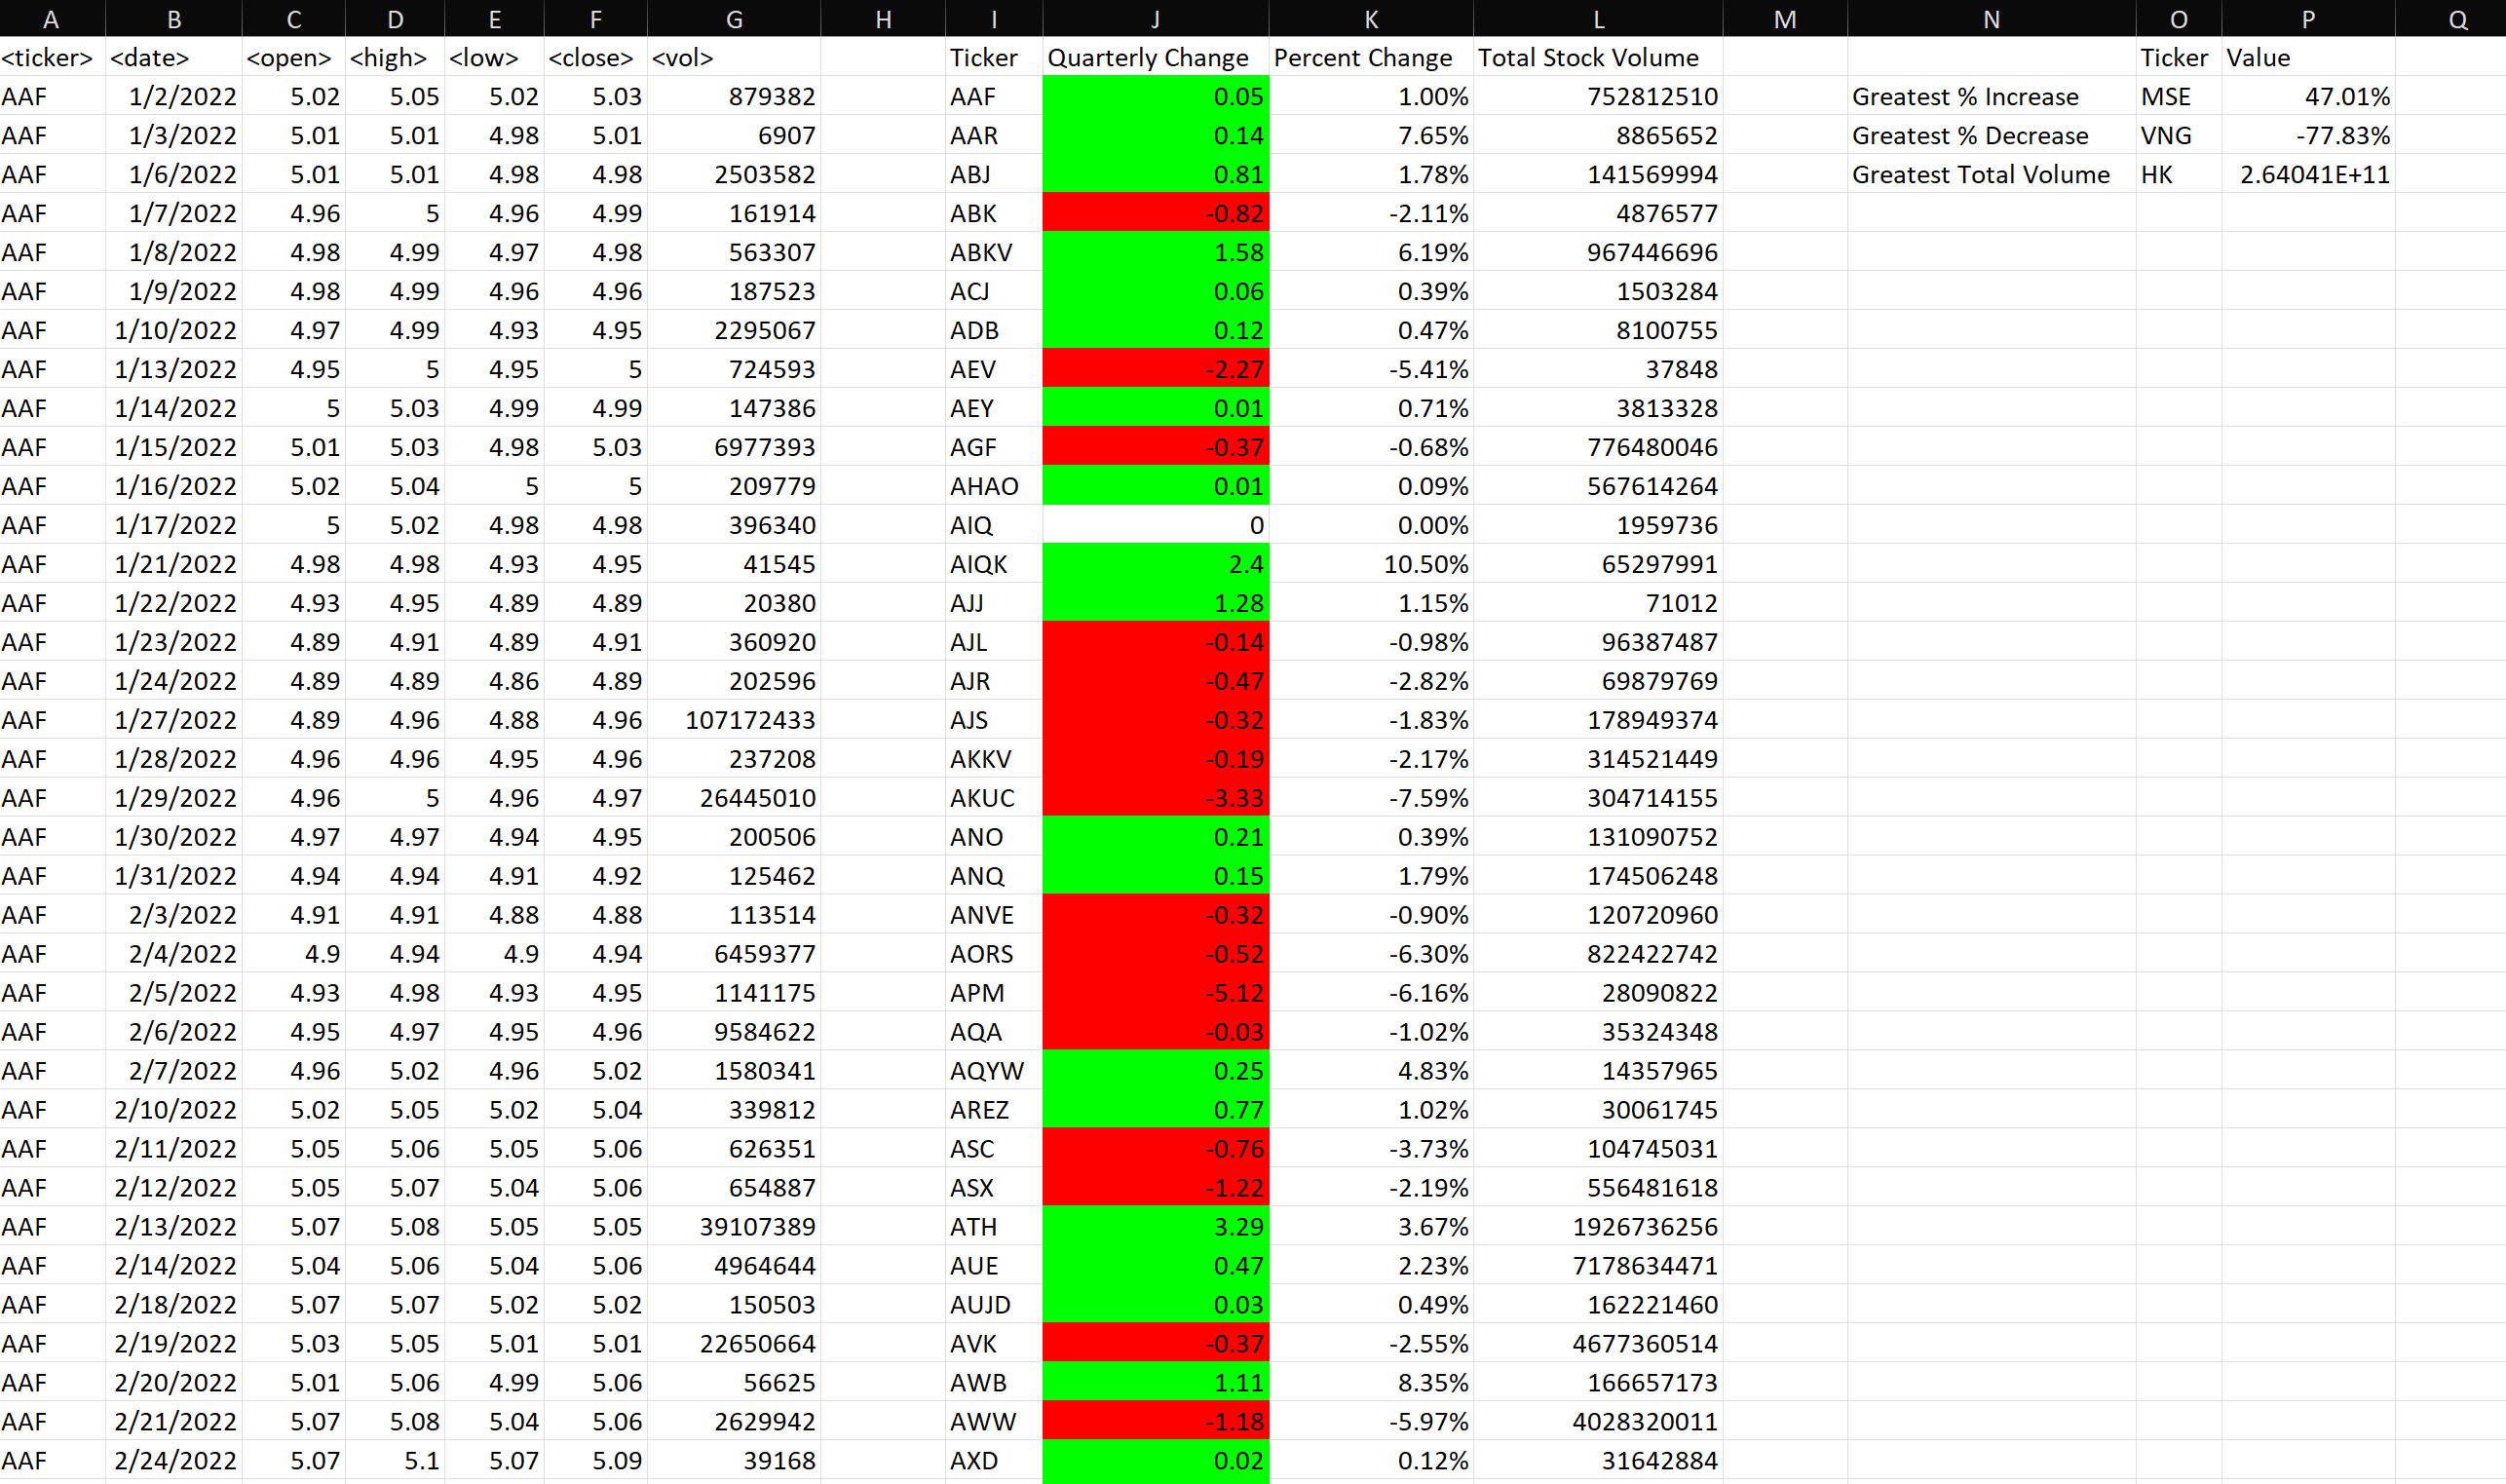 A B C D E F G H I J K L M N O P Q
<ticker> <date> <open> <high> <low> <close> <vol> Ticker Quarterly Change Percent Change Total Stock Volume Ticker Value
AAF 1/2/2022 5.02 5.05 5.02 5.03 879382 AAF 0.05 1.00% 752812510 Greatest % Increase MSE 47.01%
AAF 1/3/2022 5.01 5.01 4.98 5.01 6907 AAR 0.14 7.65% 8865652 Greatest % Decrease VNG -77.83%
AAF 1/6/2022 5.01 5.01 4.98 4.98 2503582 ABJ 0.81 1.78% 141569994 Greatest Total Volume HK 2.64041E+11
AAF 1/7/2022 4.96 5 4.96 4.99 161914 ABK -0.82 -2.11% 4876577
AAF 1/8/2022 4.98 4.99 4.97 4.98 563307 ABKV 1.58 6.19% 967446696
AAF 1/9/2022 4.98 4.99 4.96 4.96 187523 ACJ 0.06 0.39% 1503284
AAF 1/10/2022 4.97 4.99 4.93 4.95 2295067 ADB 0.12 0.47% 8100755
AAF 1/13/2022 4.95 5 4.95 5 724593 AEV -2.27 -5.41% 37848
AAF 1/14/2022 5 5.03 4.99 4.99 147386 AEY 0.01 0.71% 3813328
AAF 1/15/2022 5.01 5.03 4.98 5.03 6977393 AGF -0.37 -0.68% 776480046
AAF 1/16/2022 5.02 5.04 5 5 209779 AHAO 0.01 0.09% 567614264
AAF 1/17/2022 5 5.02 4.98 4.98 396340 AIQ 0 0.00% 1959736
AAF 1/21/2022 4.98 4.98 4.93 4.95 41545 AIQK 2.4 10.50% 65297991
AAF 1/22/2022 4.93 4.95 4.89 4.89 20380 AJJ 1.28 1.15% 71012
AAF 1/23/2022 4.89 4.91 4.89 4.91 360920 AJL -0.14 -0.98% 96387487
AAF 1/24/2022 4.89 4.89 4.86 4.89 202596 AJR -0.47 -2.82% 69879769
AAF 1/27/2022 4.89 4.96 4.88 4.96 107172433 AJS -0.32 -1.83% 178949374
AAF 1/28/2022 4.96 4.96 4.95 4.96 237208 AKKV -0.19 -2.17% 314521449
AAF 1/29/2022 4.96 5 4.96 4.97 26445010 AKUC -3.33 -7.59% 304714155
AAF 1/30/2022 4.97 4.97 4.94 4.95 200506 ANO 0.21 0.39% 131090752
AAF 1/31/2022 4.94 4.94 4.91 4.92 125462 ANQ 0.15 1.79% 174506248
AAF 2/3/2022 4.91 4.91 4.88 4.88 113514 ANVE -0.32 -0.90% 120720960
AAF 2/4/2022 4.9 4.94 4.9 4.94 6459377 AORS -0.52 -6.30% 822422742
AAF 2/5/2022 4.93 4.98 4.93 4.95 1141175 APM -5.12 -6.16% 28090822
AAF 2/6/2022 4.95 4.97 4.95 4.96 9584622 AQA -0.03 -1.02% 35324348
AAF 2/7/2022 4.96 5.02 4.96 5.02 1580341 AQYW 0.25 4.83% 14357965
AAF 2/10/2022 5.02 5.05 5.02 5.04 339812 AREZ 0.77 1.02% 30061745
AAF 2/11/2022 5.05 5.06 5.05 5.06 626351 ASC -0.76 -3.73% 104745031
AAF 2/12/2022 5.05 5.07 5.04 5.06 654887 ASX -1.22 -2.19% 556481618
AAF 2/13/2022 5.07 5.08 5.05 5.05 39107389 ATH 3.29 3.67% 1926736256
AAF 2/14/2022 5.04 5.06 5.04 5.06 4964644 AUE 0.47 2.23% 7178634471
AAF 2/18/2022 5.07 5.07 5.02 5.02 150503 AUJD 0.03 0.49% 162221460
AAF 2/19/2022 5.03 5.05 5.01 5.01 22650664 AVK -0.37 -2.55% 4677360514
AAF 2/20/2022 5.01 5.06 4.99 5.06 56625 AWB 1.11 8.35% 166657173
AAF 2/21/2022 5.07 5.08 5.04 5.06 2629942 AWW -1.18 -5.97% 4028320011
AAF 2/24/2022 5.07 5.1 5.07 5.09 39168 AXD 0.02 0.12% 31642884